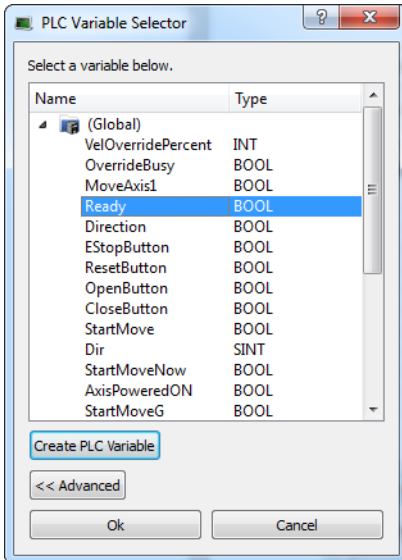 PLC Variable Selector
Select a variable below.
Name Type
(Global)
VelOverridePercent INT
OverrideBusy BOOL
MoveAxis1 BOOL
Ready BOOL
Direction BOOL
EStopButton BOOL
ResetButton BOOL
OpenButton BOOL
CloseButton BOOL
StartMove BOOL
Dir SINT
StartMoveNow BOOL
AxisPoweredON BOOL
StartMoveG BOOL
Create PLC Variable
<< Advanced
Ok Cancel